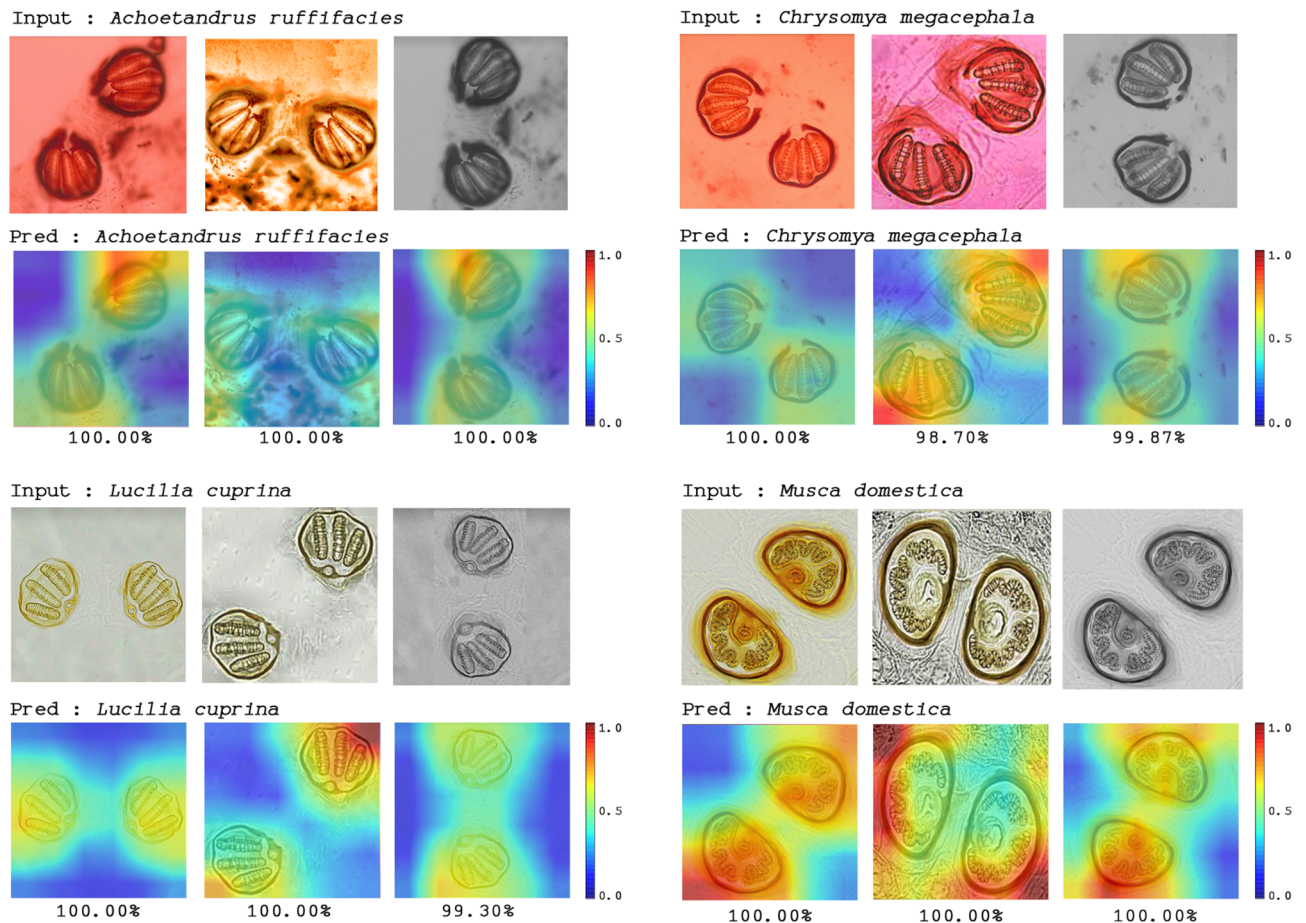 Input : Achoetandrus ruffifacies
Pred : Achoetandrus ruffifacies
1.0
0.5
0.0
100.00% 100.00% 100.00%
Input : Chrysomya megacephala
Pred : Chrysomya megacephala
1.0
0.5
0.0
100.00% 98.70% 99.87%
Input : Lucilia cuprina
Pred : Lucilia cuprina
1.0
0.5
0.0
100.00% 100.00% 99.30%
Input : Musca domestica
Pred : Musca domestica
1.0
0.5
0.0
100.00% 100.00% 100.00%